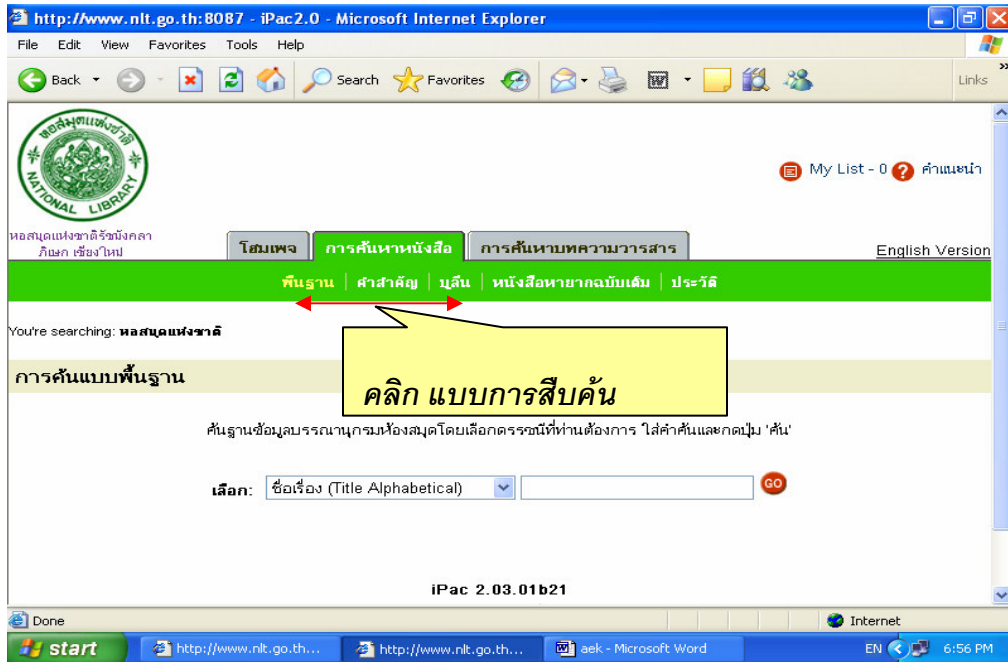 http://www.nlt.go.th:8087 - iPac2.0 - Microsoft Internet Explorer
File Edit View Favorites Tools Help
Back Search Favorites Links
หอสมุดแห่งชาติ
NATIONAL LIBRARY
My List - 0 คำแนะนำ
หอสมุดแห่งชาติรัชมังคลา
ภิเษก เชียงใหม่
โฮมเพจ การค้นหาหนังสือ การค้นหาบทความวารสาร English Version
พื้นฐาน | คำสำคัญ | บูลีน | หนังสือหายากฉบับเต็ม | ประวัติ
You're searching: หอสมุดแห่งชาติ
การค้นแบบพื้นฐาน
คลิก แบบการสืบค้น
ค้นฐานข้อมูลบรรณานุกรมห้องสมุดโดยเลือกดรรชนีที่ท่านต้องการ ใส่คำค้นและกดปุ่ม 'ค้น'
เลือก: ชื่อเรื่อง (Title Alphabetical) GO
iPac 2.03.01b21
Done Internet
start http://www.nlt.go.th... http://www.nlt.go.th... aek - Microsoft Word EN 6:56 PM